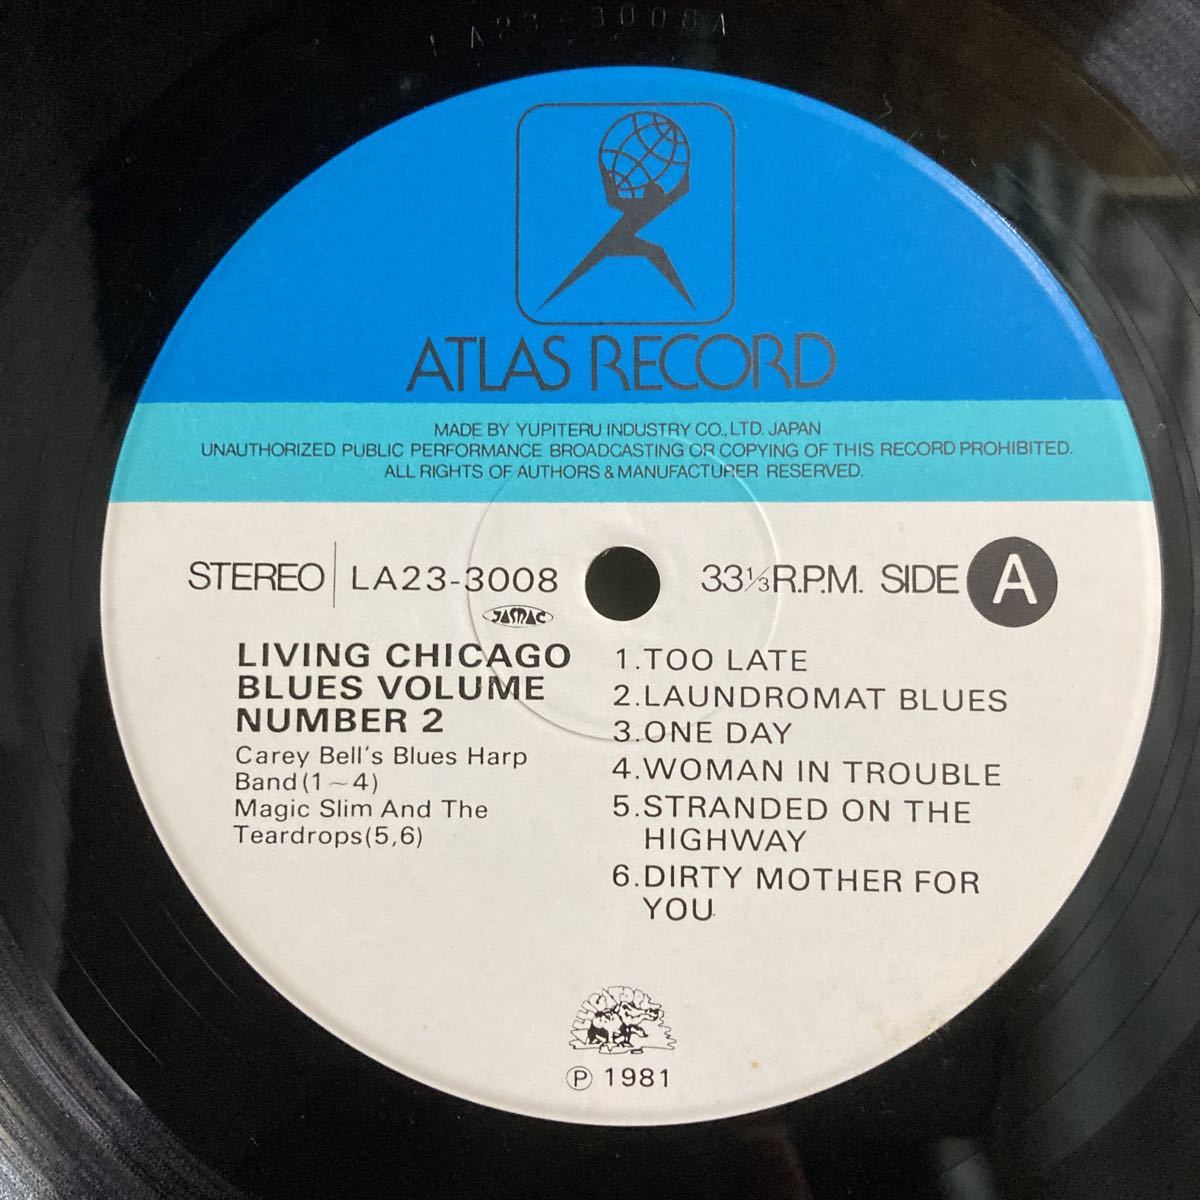 LA23-3008A
ATLAS RECORD
MADE BY YUPITERU INDUSTRY CO., LTD. JAPAN
UNAUTHORIZED PUBLIC PERFORMANCE BROADCASTING OR COPYING OF THIS RECORD PROHIBITED.
ALL RIGHTS OF AUTHORS & MANUFACTURER RESERVED.
STEREO LA23-3008
JASRAC
33 1/3 R.P.M. SIDE A
LIVING CHICAGO
BLUES VOLUME
NUMBER 2
Carey Bell's Blues Harp
Band(1~4)
Magic Slim And The
Teardrops(5,6)
1.TOO LATE
2.LAUNDROMAT BLUES
3.ONE DAY
4.WOMAN IN TROUBLE
5.STRANDED ON THE
HIGHWAY
6.DIRTY MOTHER FOR
YOU
ALLIGATOR
Ⓟ 1981